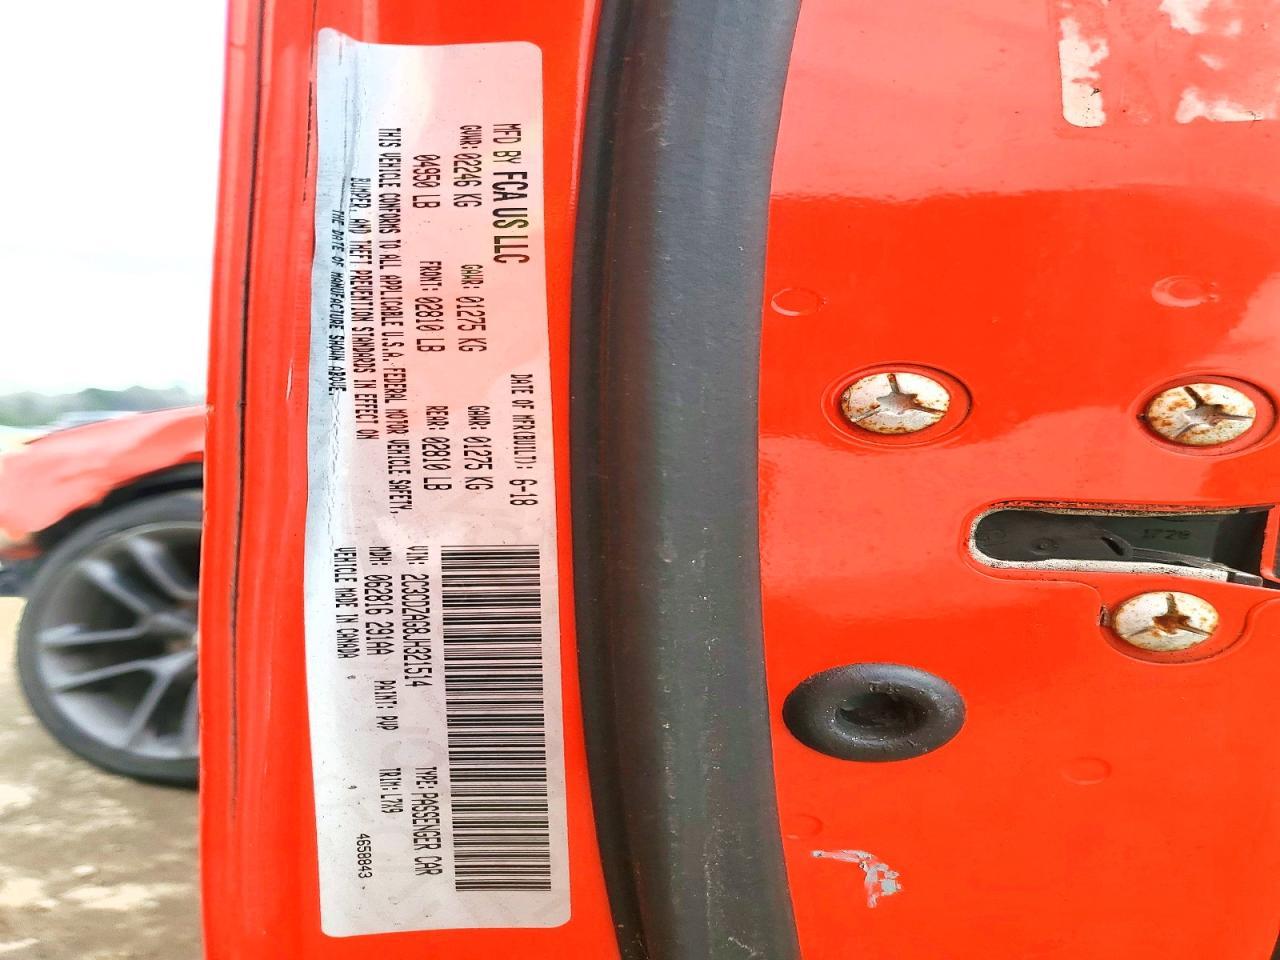 MFD BY FCA US LLC
DATE OF MFR(BUILT): 6-18
GVWR: 02246 KG GAWR: 01275 KG GAWR: 01275 KG
04950 LB FRONT: 02810 LB REAR: 02810 LB
THIS VEHICLE CONFORMS TO ALL APPLICABLE U.S.A. FEDERAL MOTOR VEHICLE SAFETY,
BUMPER, AND THEFT PREVENTION STANDARDS IN EFFECT ON
THE DATE OF MANUFACTURE SHOWN ABOVE.
VIN: 2C3CDZAG8JH321514 TYPE: PASSENGER CAR
MDH: 062816 291AA PAINT: PVP TRIM: L7X9
VEHICLE MADE IN CANADA 4658843